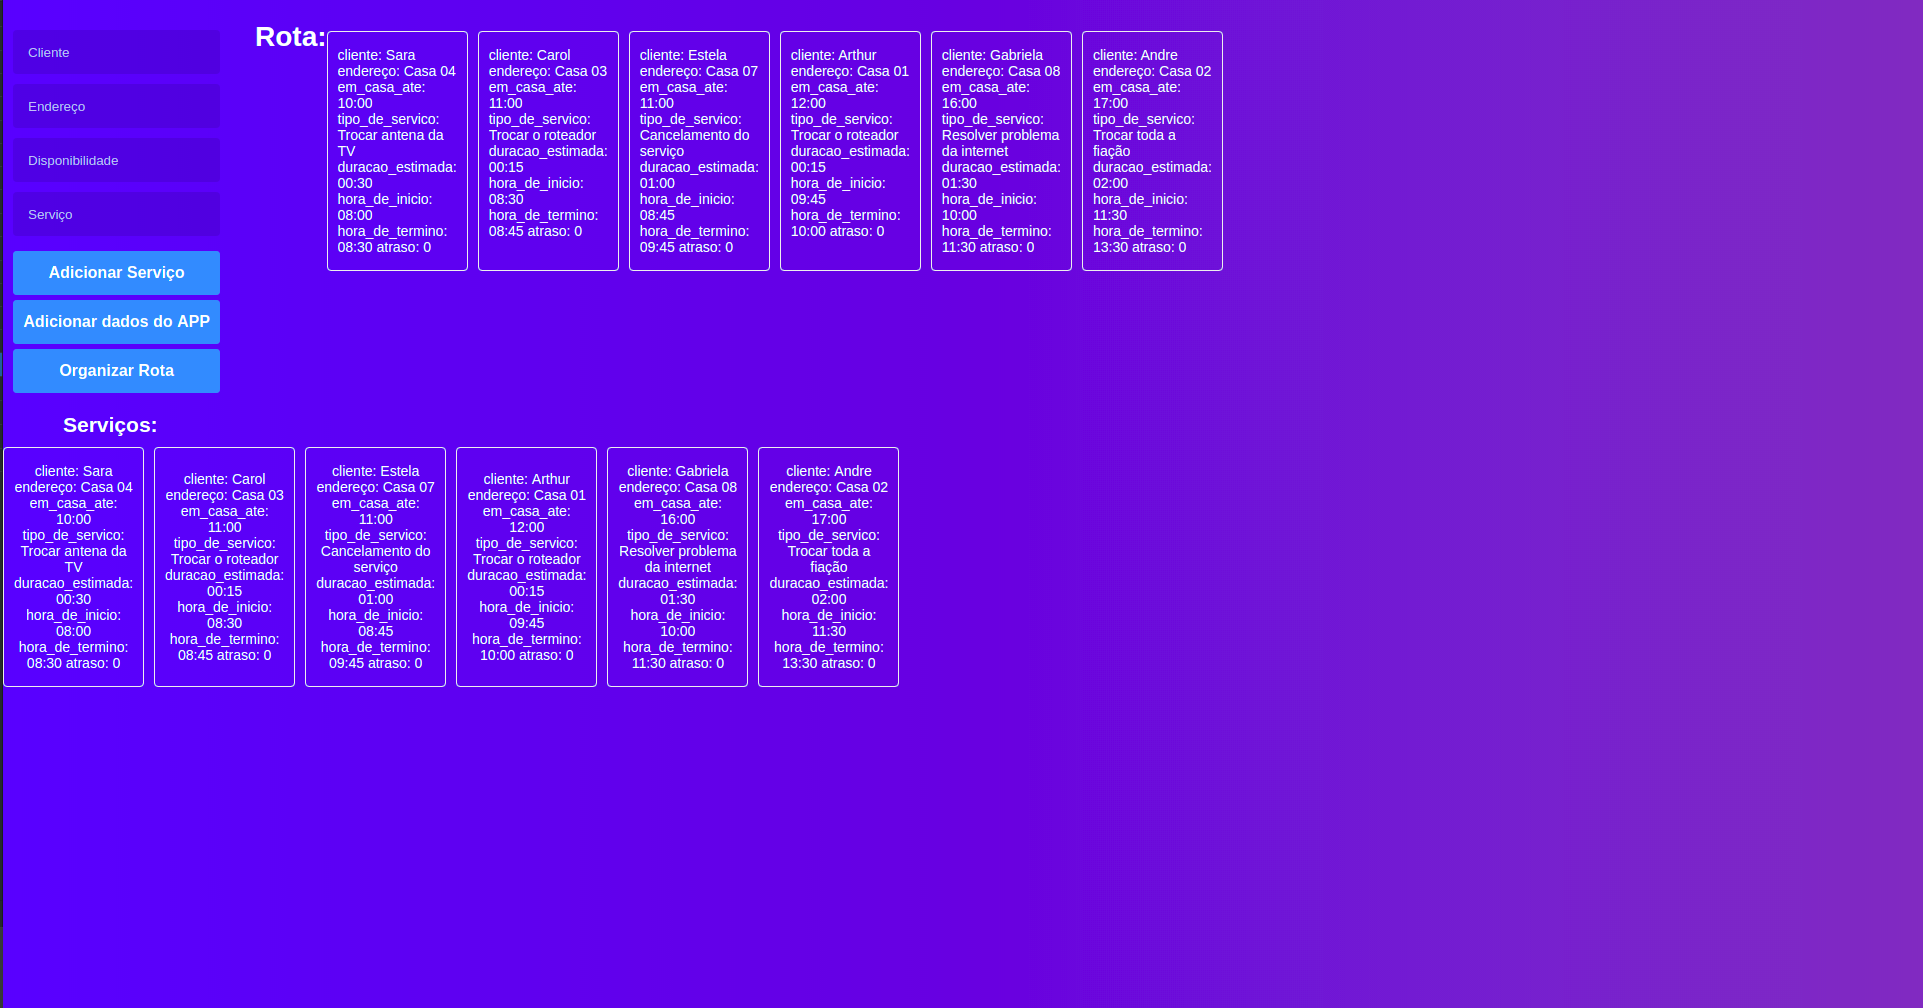 Cliente
Endereço
Disponibilidade
Serviço
Adicionar Serviço
Adicionar dados do APP
Organizar Rota
Rota:
cliente: Sara
endereço: Casa 04
em_casa_ate:
10:00
tipo_de_servico:
Trocar antena da
TV
duracao_estimada:
00:30
hora_de_inicio:
08:00
hora_de_termino:
08:30 atraso: 0
cliente: Carol
endereço: Casa 03
em_casa_ate:
11:00
tipo_de_servico:
Trocar o roteador
duracao_estimada:
00:15
hora_de_inicio:
08:30
hora_de_termino:
08:45 atraso: 0
cliente: Estela
endereço: Casa 07
em_casa_ate:
11:00
tipo_de_servico:
Cancelamento do
serviço
duracao_estimada:
01:00
hora_de_inicio:
08:45
hora_de_termino:
09:45 atraso: 0
cliente: Arthur
endereço: Casa 01
em_casa_ate:
12:00
tipo_de_servico:
Trocar o roteador
duracao_estimada:
00:15
hora_de_inicio:
09:45
hora_de_termino:
10:00 atraso: 0
cliente: Gabriela
endereço: Casa 08
em_casa_ate:
16:00
tipo_de_servico:
Resolver problema
da internet
duracao_estimada:
01:30
hora_de_inicio:
10:00
hora_de_termino:
11:30 atraso: 0
cliente: Andre
endereço: Casa 02
em_casa_ate:
17:00
tipo_de_servico:
Trocar toda a
fiação
duracao_estimada:
02:00
hora_de_inicio:
11:30
hora_de_termino:
13:30 atraso: 0
Serviços:
cliente: Sara
endereço: Casa 04
em_casa_ate:
10:00
tipo_de_servico:
Trocar antena da
TV
duracao_estimada:
00:30
hora_de_inicio:
08:00
hora_de_termino:
08:30 atraso: 0
cliente: Carol
endereço: Casa 03
em_casa_ate:
11:00
tipo_de_servico:
Trocar o roteador
duracao_estimada:
00:15
hora_de_inicio:
08:30
hora_de_termino:
08:45 atraso: 0
cliente: Estela
endereço: Casa 07
em_casa_ate:
11:00
tipo_de_servico:
Cancelamento do
serviço
duracao_estimada:
01:00
hora_de_inicio:
08:45
hora_de_termino:
09:45 atraso: 0
cliente: Arthur
endereço: Casa 01
em_casa_ate:
12:00
tipo_de_servico:
Trocar o roteador
duracao_estimada:
00:15
hora_de_inicio:
09:45
hora_de_termino:
10:00 atraso: 0
cliente: Gabriela
endereço: Casa 08
em_casa_ate:
16:00
tipo_de_servico:
Resolver problema
da internet
duracao_estimada:
01:30
hora_de_inicio:
10:00
hora_de_termino:
11:30 atraso: 0
cliente: Andre
endereço: Casa 02
em_casa_ate:
17:00
tipo_de_servico:
Trocar toda a
fiação
duracao_estimada:
02:00
hora_de_inicio:
11:30
hora_de_termino:
13:30 atraso: 0